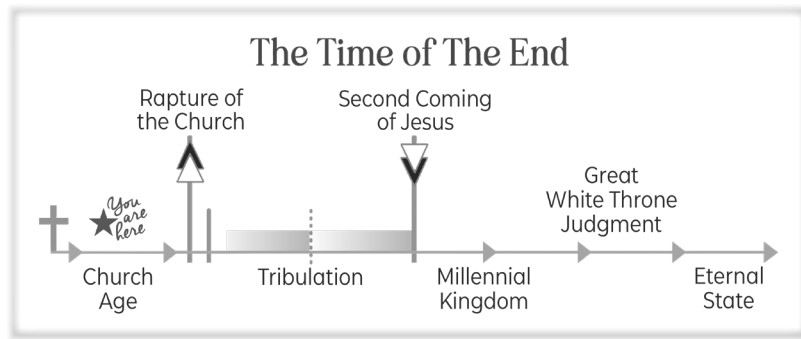 The Time of The End
Rapture of
the Church
Second Coming
of Jesus
Great
White Throne
Judgment
You
are
here
Church
Age
Tribulation
Millennial
Kingdom
Eternal
State